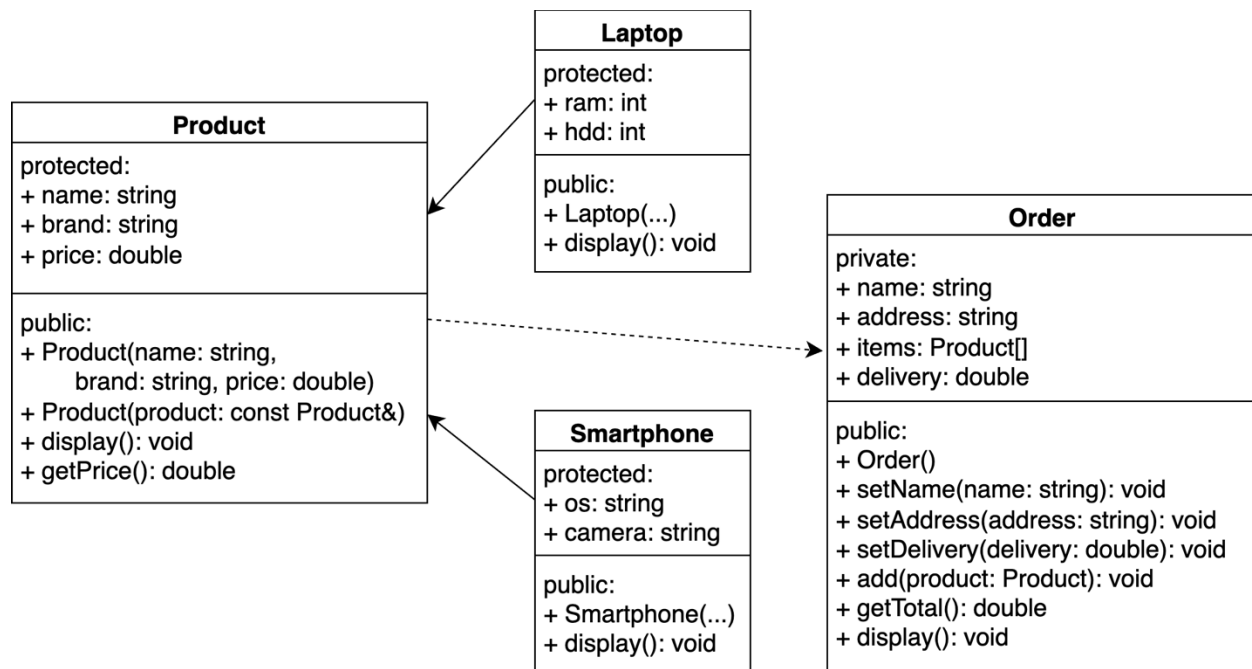 Product
protected:
+ name: string
+ brand: string
+ price: double
public:
+ Product(name: string,
brand: string, price: double)
+ Product(product: const Product&)
+ display(): void
+ getPrice(): double
Laptop
protected:
+ ram: int
+ hdd: int
public:
+ Laptop(...)
+ display(): void
Smartphone
protected:
+ os: string
+ camera: string
public:
+ Smartphone(...)
+ display(): void
Order
private:
+ name: string
+ address: string
+ items: Product[]
+ delivery: double
public:
+ Order()
+ setName(name: string): void
+ setAddress(address: string): void
+ setDelivery(delivery: double): void
+ add(product: Product): void
+ getTotal(): double
+ display(): void